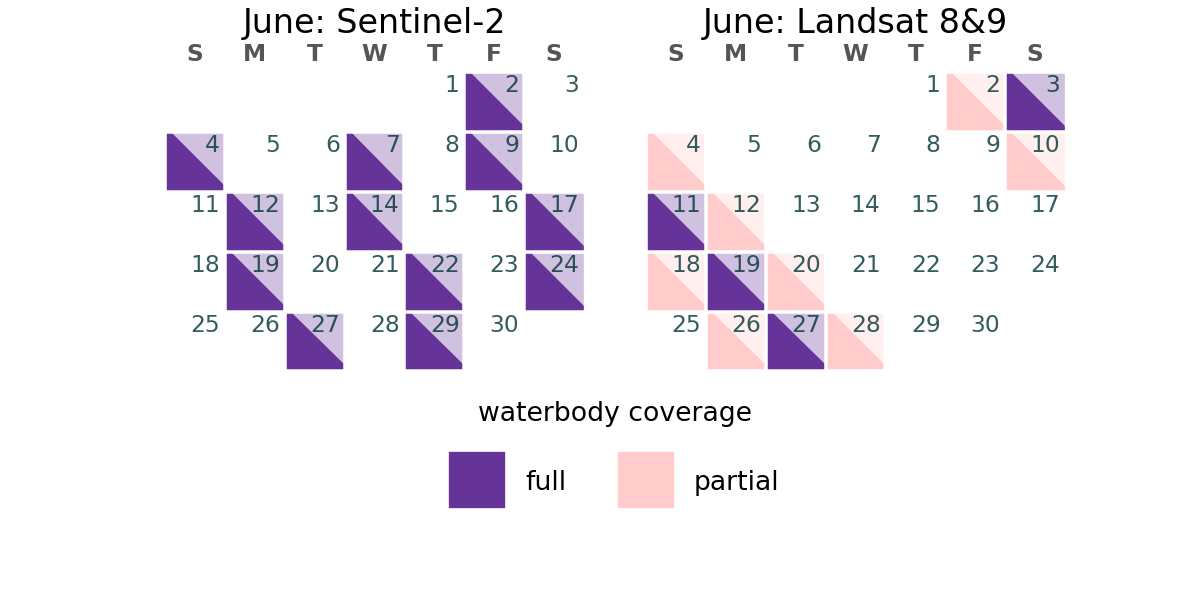 June: Sentinel-2
S M T W T F S
1 2 3
4 5 6 7 8 9 10
11 12 13 14 15 16 17
18 19 20 21 22 23 24
25 26 27 28 29 30
June: Landsat 8&9
S M T W T F S
1 2 3
4 5 6 7 8 9 10
11 12 13 14 15 16 17
18 19 20 21 22 23 24
25 26 27 28 29 30
waterbody coverage
full
partial